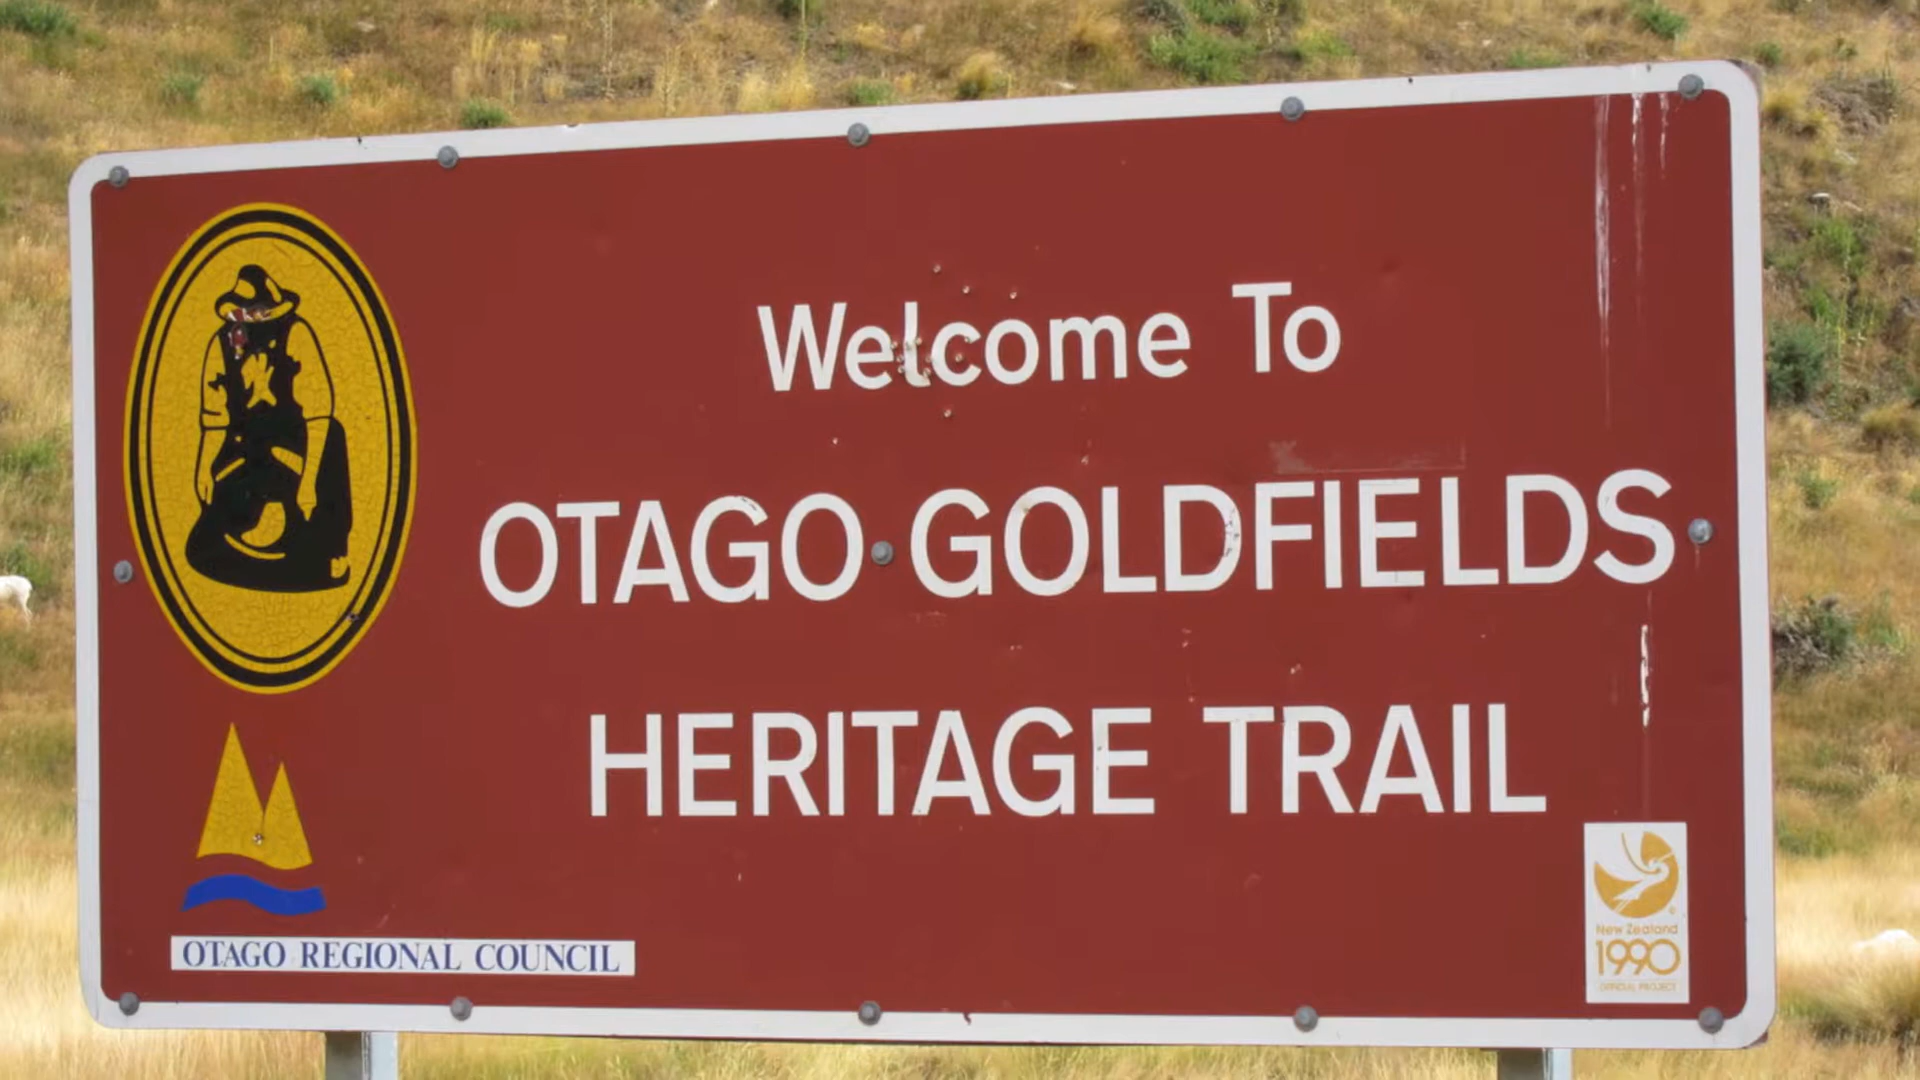 Welcome To
OTAGO GOLDFIELDS
HERITAGE TRAIL
OTAGO REGIONAL COUNCIL
New Zealand
1990
OFFICIAL PROJECT